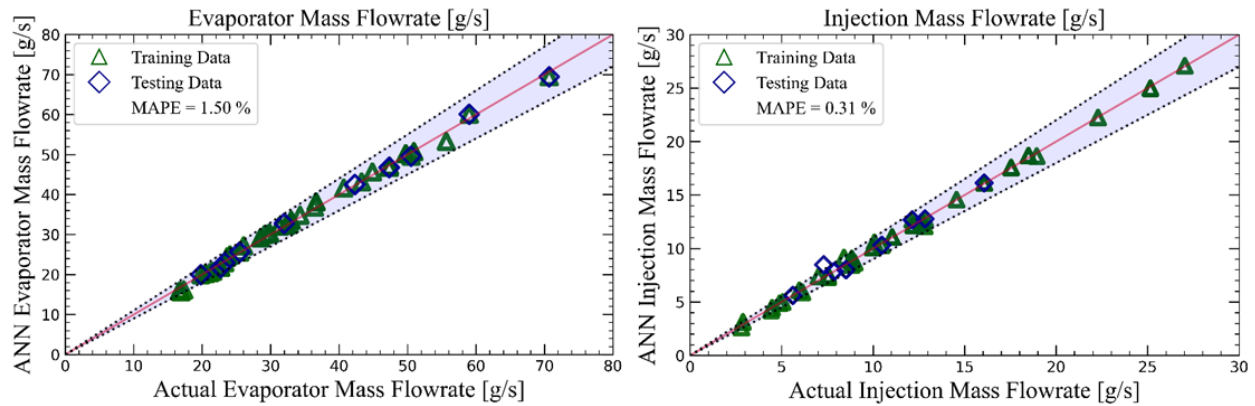 Evaporator Mass Flowrate [g/s]
ANN Evaporator Mass Flowrate [g/s]
80
70
60
50
40
30
20
10
0
Training Data
Testing Data
MAPE = 1.50 %
0 10 20 30 40 50 60 70 80
Actual Evaporator Mass Flowrate [g/s]
Injection Mass Flowrate [g/s]
ANN Injection Mass Flowrate [g/s]
30
25
20
15
10
5
0
Training Data
Testing Data
MAPE = 0.31 %
0 5 10 15 20 25 30
Actual Injection Mass Flowrate [g/s]